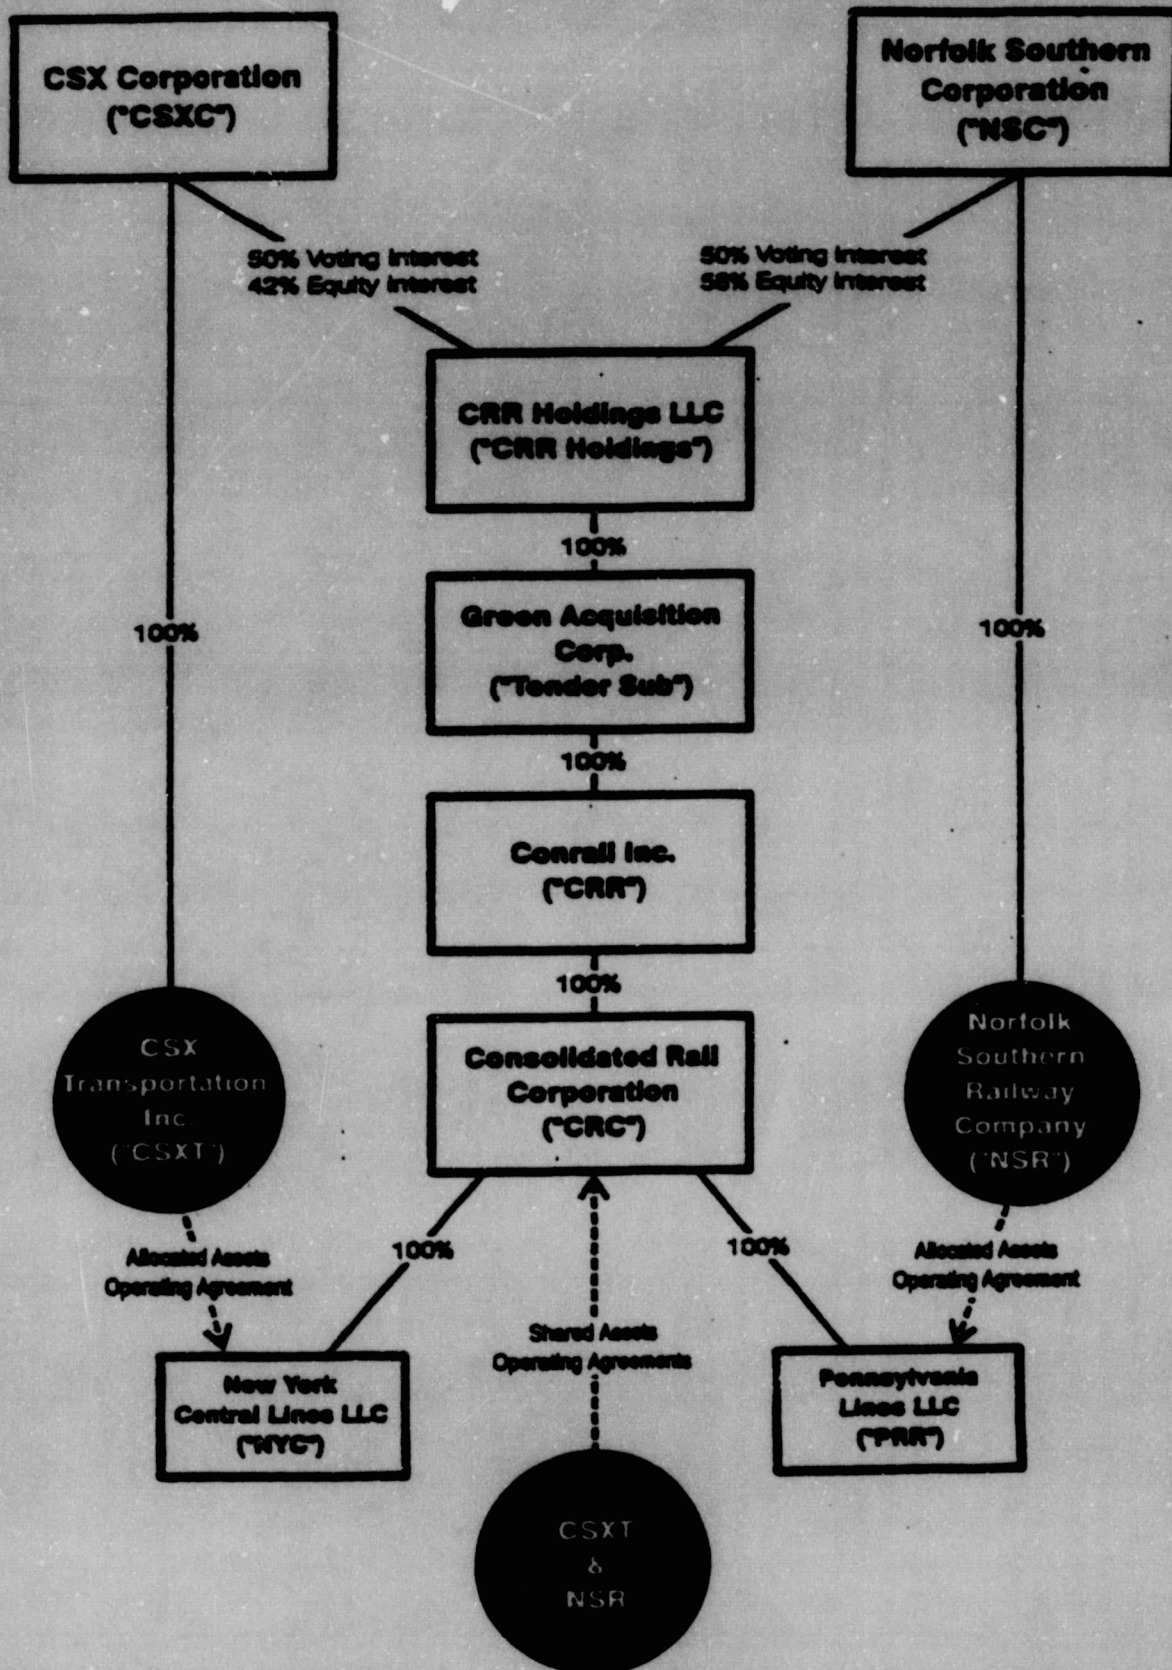 CSX Corporation
("CSXC")
Norfolk Southern
Corporation
("NSC")
50% Voting Interest
42% Equity Interest
50% Voting Interest
58% Equity Interest
CRR Holdings LLC
("CRR Holdings")
100%
Green Acquisition
Corp.
("Tender Sub")
100%
100%
100%
Conrail Inc.
("CRR")
100%
CSX
Transportation
Inc.
("CSXT")
Consolidated Rail
Corporation
("CRC")
Norfolk
Southern
Railway
Company
("NSR")
Allocated Assets
Operating Agreement
100%
100%
Allocated Assets
Operating Agreement
Shared Assets
Operating Agreements
New York
Central Lines LLC
("NYC")
Pennsylvania
Lines LLC
("PRR")
CSXT
&
NSR